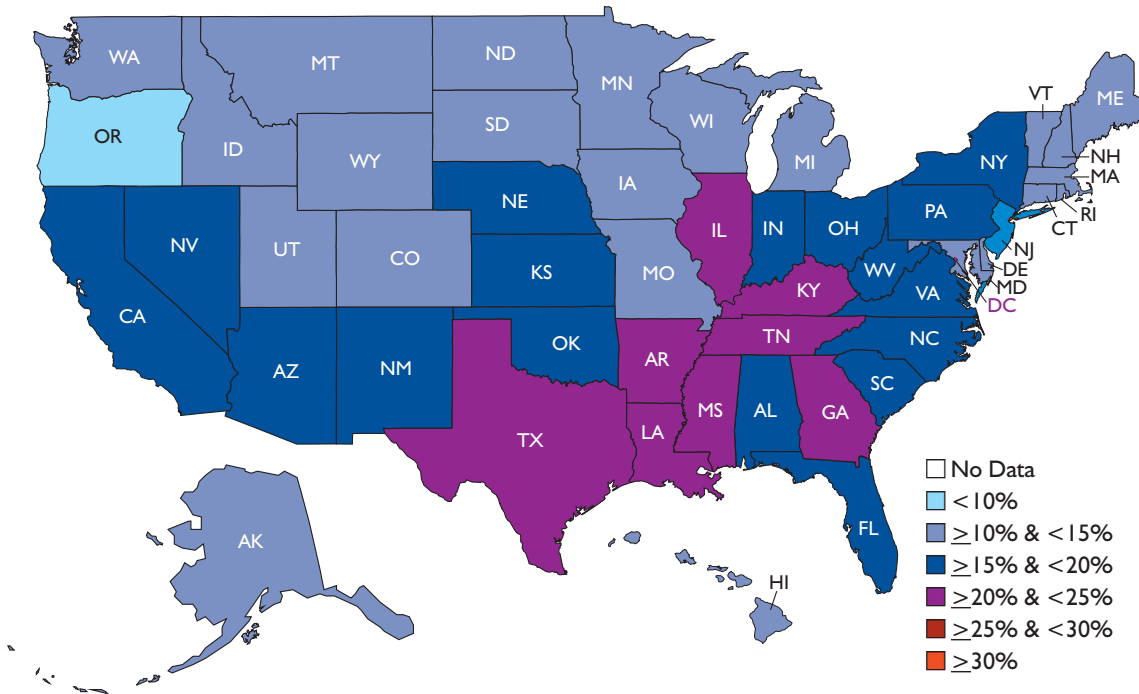 WA
MT
ND
MN
VT
ME
OR
ID
SD
WI
MI
NY
NH
MA
WY
IA
NE
PA
RI
CT
NV
UT
CO
IL
IN
OH
NJ
KS
MO
WV
DE
MD
VA
DC
CA
KY
NC
TN
OK
AZ
NM
AR
SC
MS
AL
GA
LA
TX
FL
AK
HI
No Data
<10%
≥10% & <15%
≥15% & <20%
≥20% & <25%
≥25% & <30%
≥30%